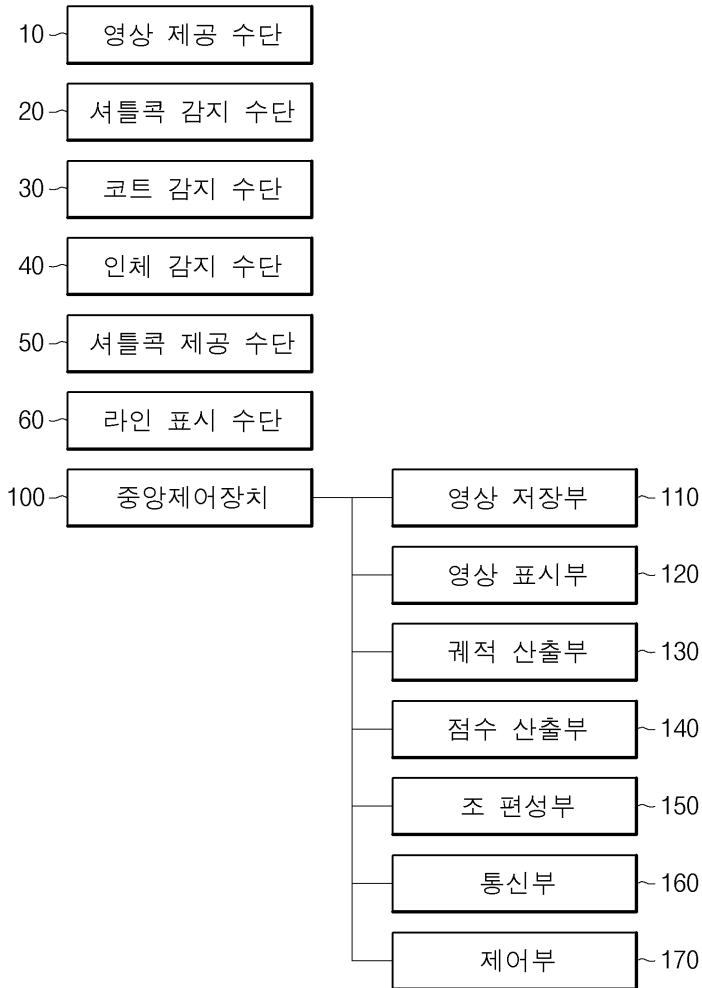 10 영상 제공 수단
20 셔틀콕 감지 수단
30 코트 감지 수단
40 인체 감지 수단
50 셔틀콕 제공 수단
60 라인 표시 수단
100 중앙제어장치 영상 저장부 110
영상 표시부 120
궤적 산출부 130
점수 산출부 140
조 편성부 150
통신부 160
제어부 170